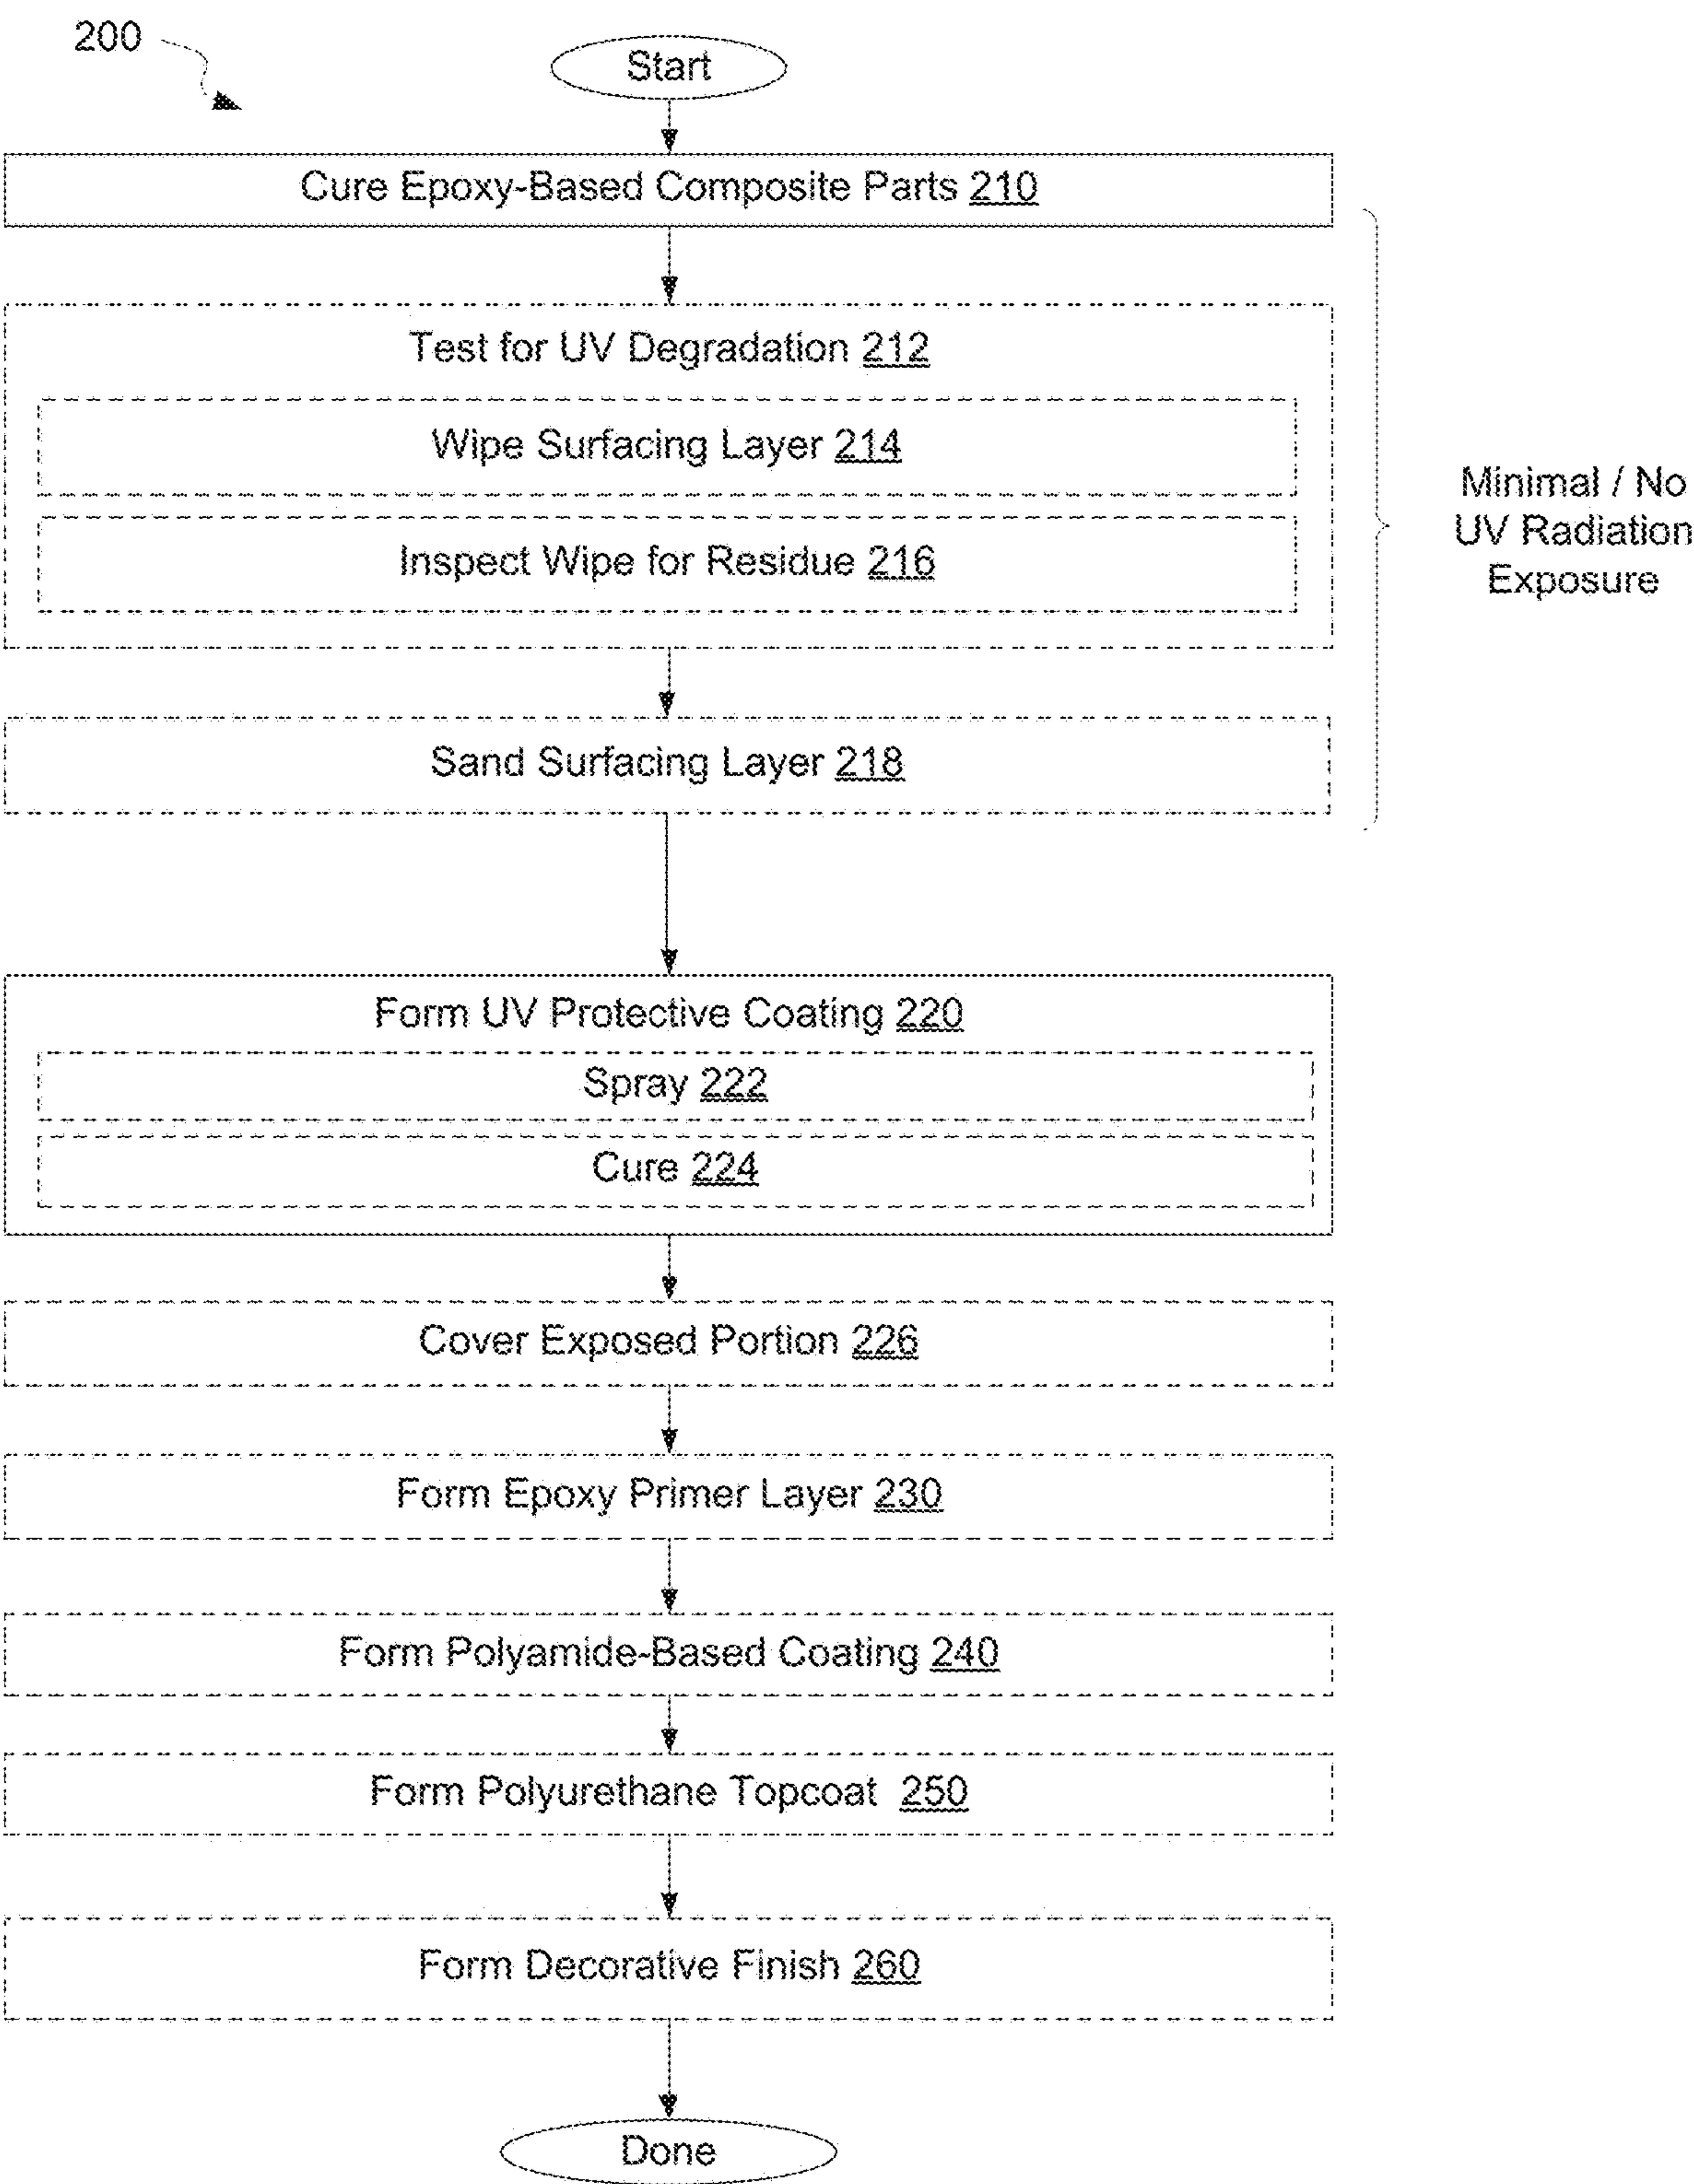 200
Start
Cure Epoxy-Based Composite Parts 210
Test for UV Degradation 212
Wipe Surfacing Layer 214
Inspect Wipe for Residue 216
Minimal / No
UV Radiation
Exposure
Sand Surfacing Layer 218
Form UV Protective Coating 220
Spray 222
Cure 224
Cover Exposed Portion 226
Form Epoxy Primer Layer 230
Form Polyamide-Based Coating 240
Form Polyurethane Topcoat 250
Form Decorative Finish 260
Done